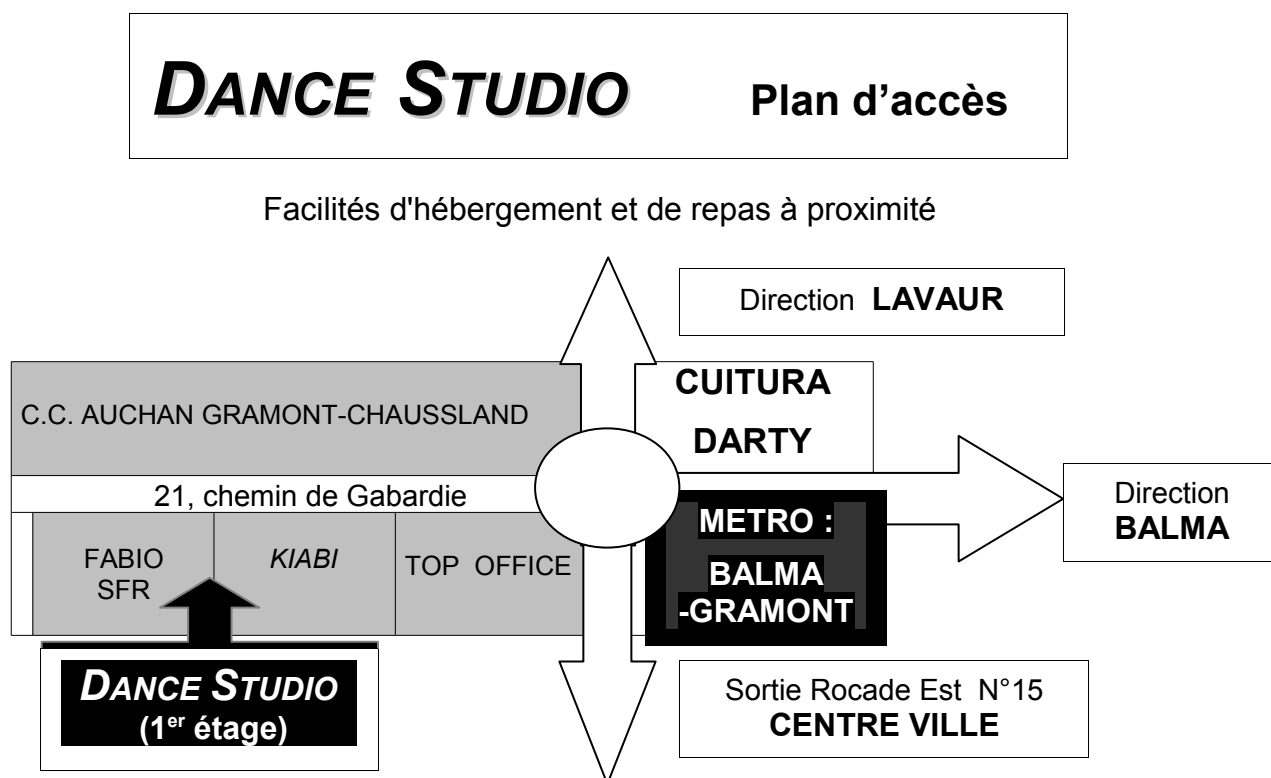 DANCE STUDIO Plan d’accès
Facilités d'hébergement et de repas à proximité
Direction LAVAUR
C.C. AUCHAN GRAMONT-CHAUSSLAND
CUITURA
DARTY
21, chemin de Gabardie
Direction
BALMA
FABIO
SFR
KIABI
TOP OFFICE
METRO :
BALMA
-GRAMONT
DANCE STUDIO
(1er étage)
Sortie Rocade Est N°15
CENTRE VILLE